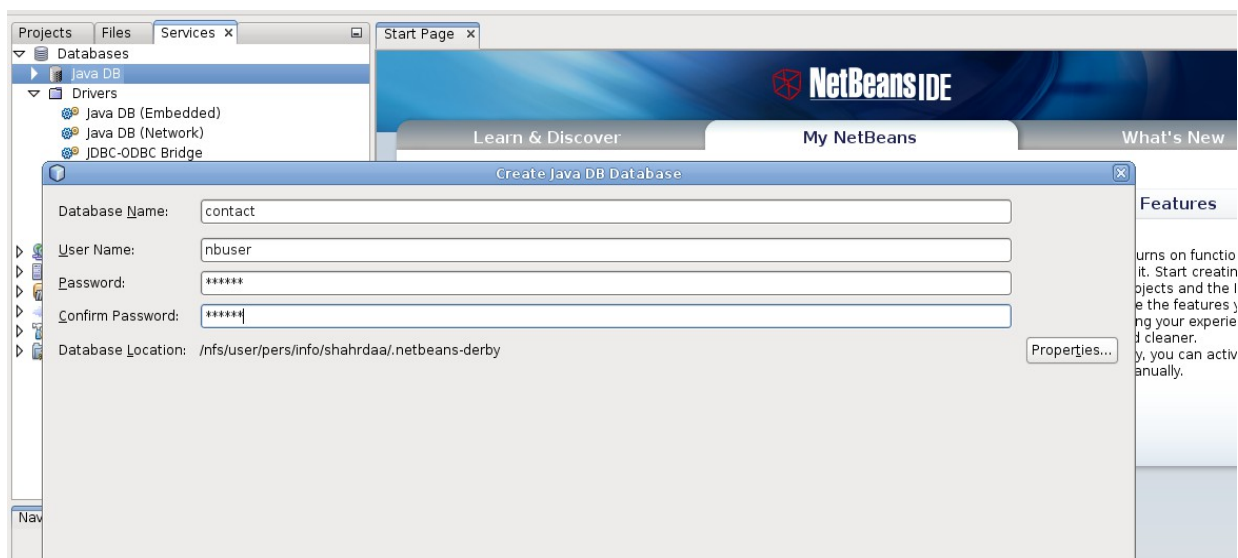 Projects Files Services x
Start Page x
Databases
Java DB
Drivers
Java DB (Embedded)
Java DB (Network)
JDBC-ODBC Bridge
NetBeans IDE
Learn & Discover My NetBeans What's New
Create Java DB Database
Database Name: contact
User Name: nbuser
Password: ******
Confirm Password: ******
Database Location: /nfs/user/pers/info/shahrdaa/.netbeans-derby
Properties...
Features
urns on functio
it. Start creatin
ojects and the I
e the features y
ng your experie
d cleaner.
y, you can activ
anually.
Nav